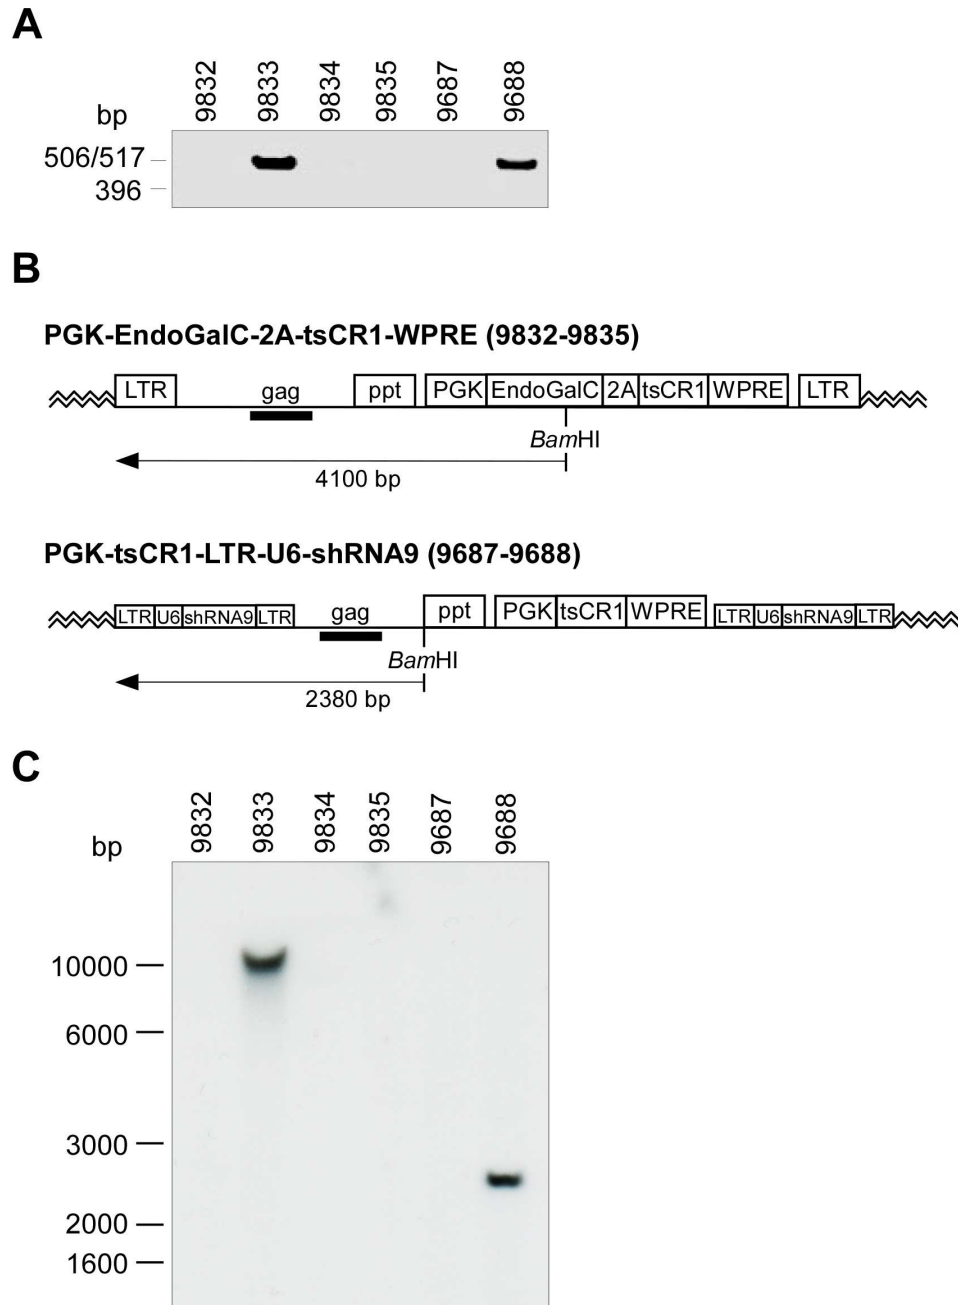 A
9832 9833 9834 9835 9687 9688
bp
506/517
396
B
PGK-EndoGalC-2A-tsCR1-WPRE (9832-9835)
LTR gag ppt PGK EndoGalC 2A tsCR1 WPRE LTR
BamHI
4100 bp
PGK-tsCR1-LTR-U6-shRNA9 (9687-9688)
LTR U6 shRNA9 LTR gag ppt PGK tsCR1 WPRE LTR U6 shRNA9 LTR
BamHI
2380 bp
C
9832 9833 9834 9835 9687 9688
bp
10000
6000
3000
2000
1600